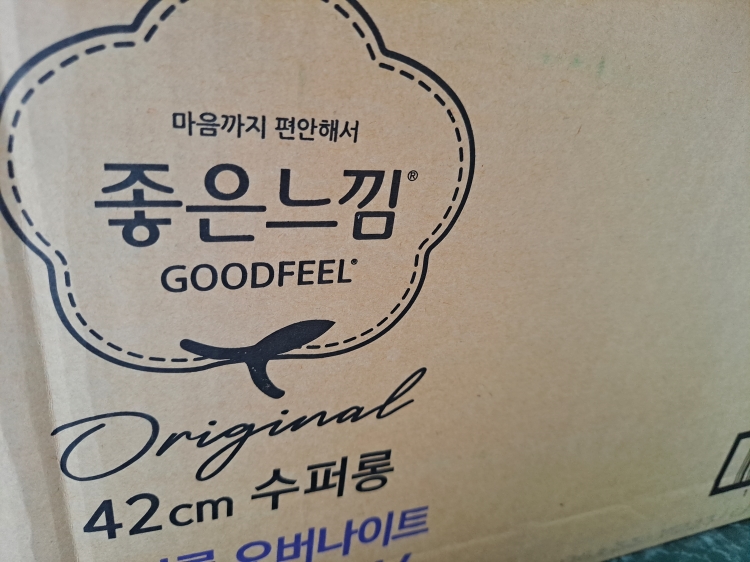 마음까지 편안해서
좋은느낌®
GOODFEEL®
Original
42cm 수퍼롱
오버나이트